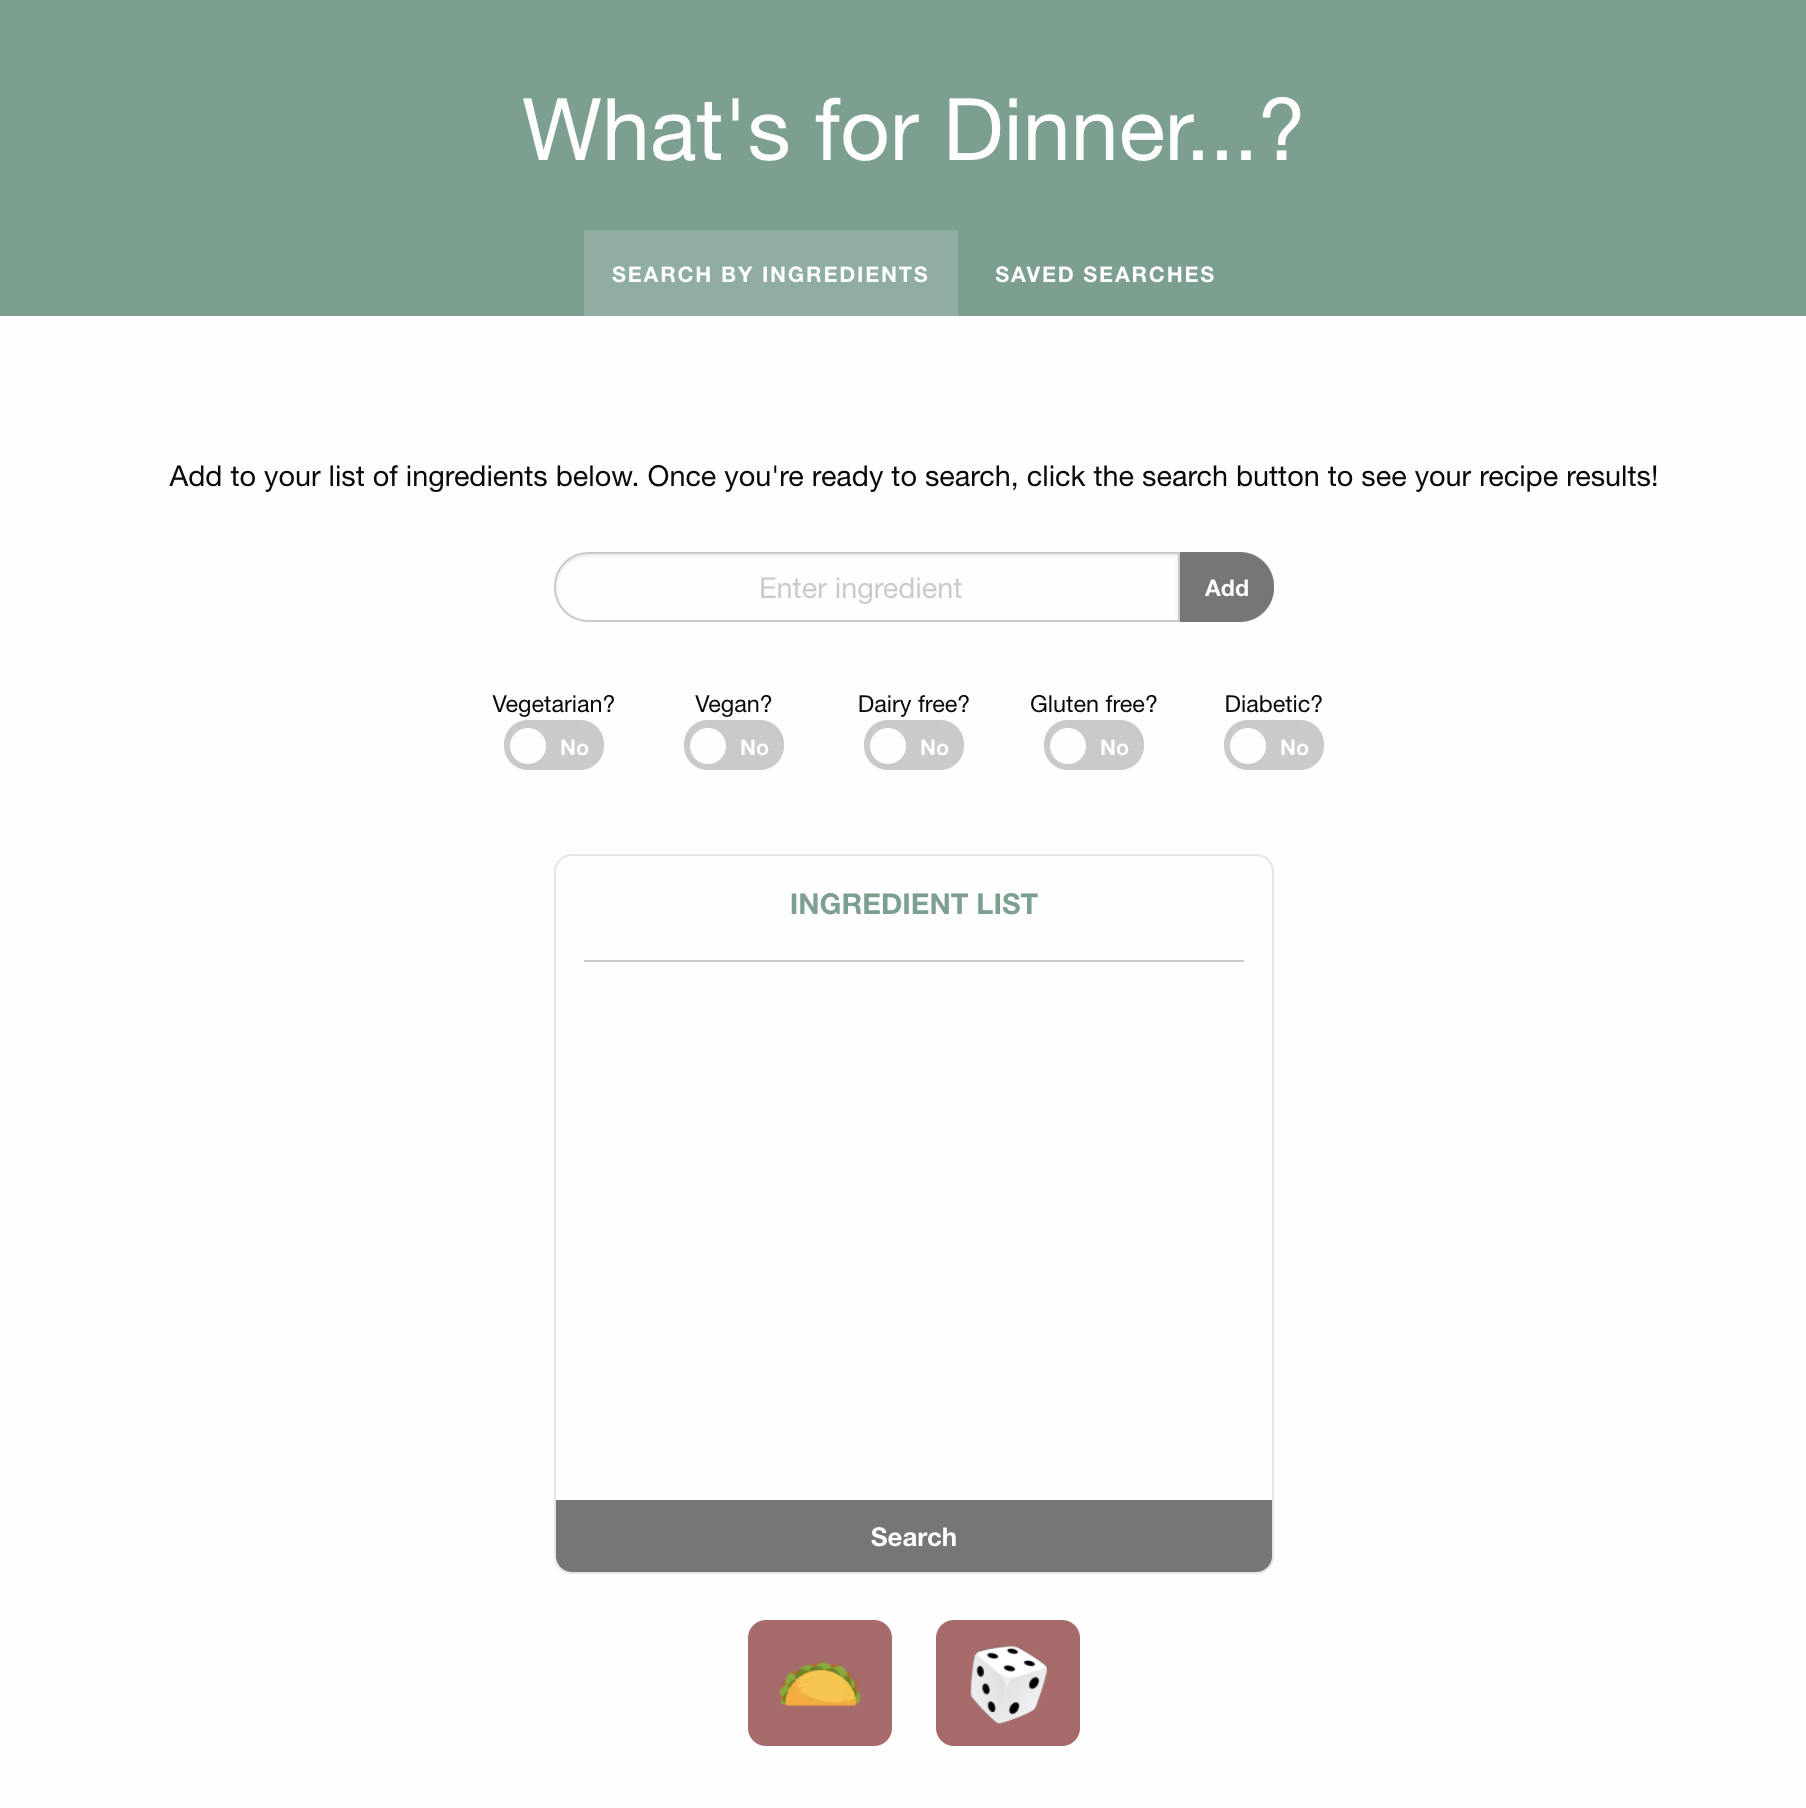 What's for Dinner...?
SEARCH BY INGREDIENTS
SAVED SEARCHES
Add to your list of ingredients below. Once you're ready to search, click the search button to see your recipe results!
Enter ingredient
Add
Vegetarian?
Vegan?
Dairy free?
Gluten free?
Diabetic?
No
No
No
No
No
INGREDIENT LIST
Search